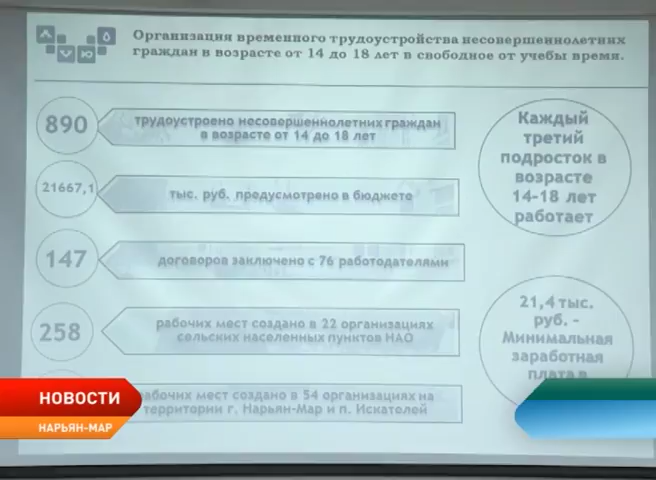 Л
Ю
б
Организация временного трудоустройства несовершеннолетних
граждан в возрасте от 14 до 18 лет в свободное от учебы время.
890
трудоустроено несовершеннолетних граждан
в возрасте от 14 до 18 лет
21667,1
тыс. руб. предусмотрено в бюджете
147
договоров заключено с 76 работодателями
258
рабочих мест создано в 22 организациях
сельских населенных пунктов НАО
рабочих мест создано в 54 организациях на
территории г. Нарьян-Мар и п. Искателей
Каждый
третий
подросток в
возрасте
14-18 лет
работает
21,4 тыс.
руб. -
Минимальная
заработная
плата в
НОВОСТИ
НАРЬЯН-МАР